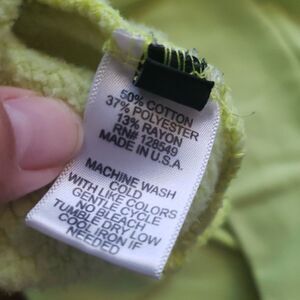 50% COTTON
37% POLYESTER
13% RAYON
RN# 128549
MADE IN U.S.A.
MACHINE WASH
COLD
WITH LIKE COLORS
GENTLE CYCLE
NO BLEACH
TUMBLE DRY LOW
COOL IRON IF
NEEDED